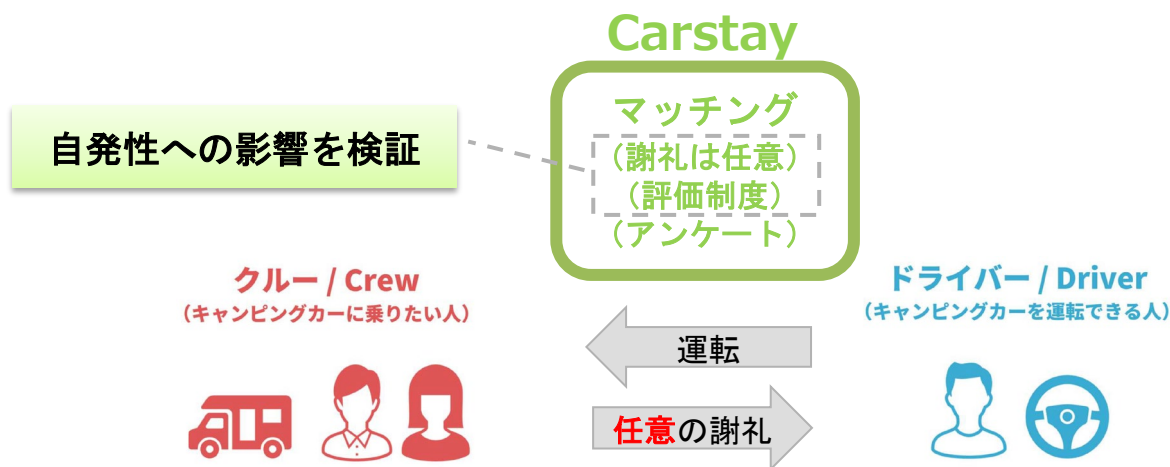 Carstay
マッチング
（謝礼は任意）
（評価制度）
（アンケート）
自発性への影響を検証
クルー / Crew
（キャンピングカーに乗りたい人）
ドライバー / Driver
（キャンピングカーを運転できる人）
運転
任意の謝礼